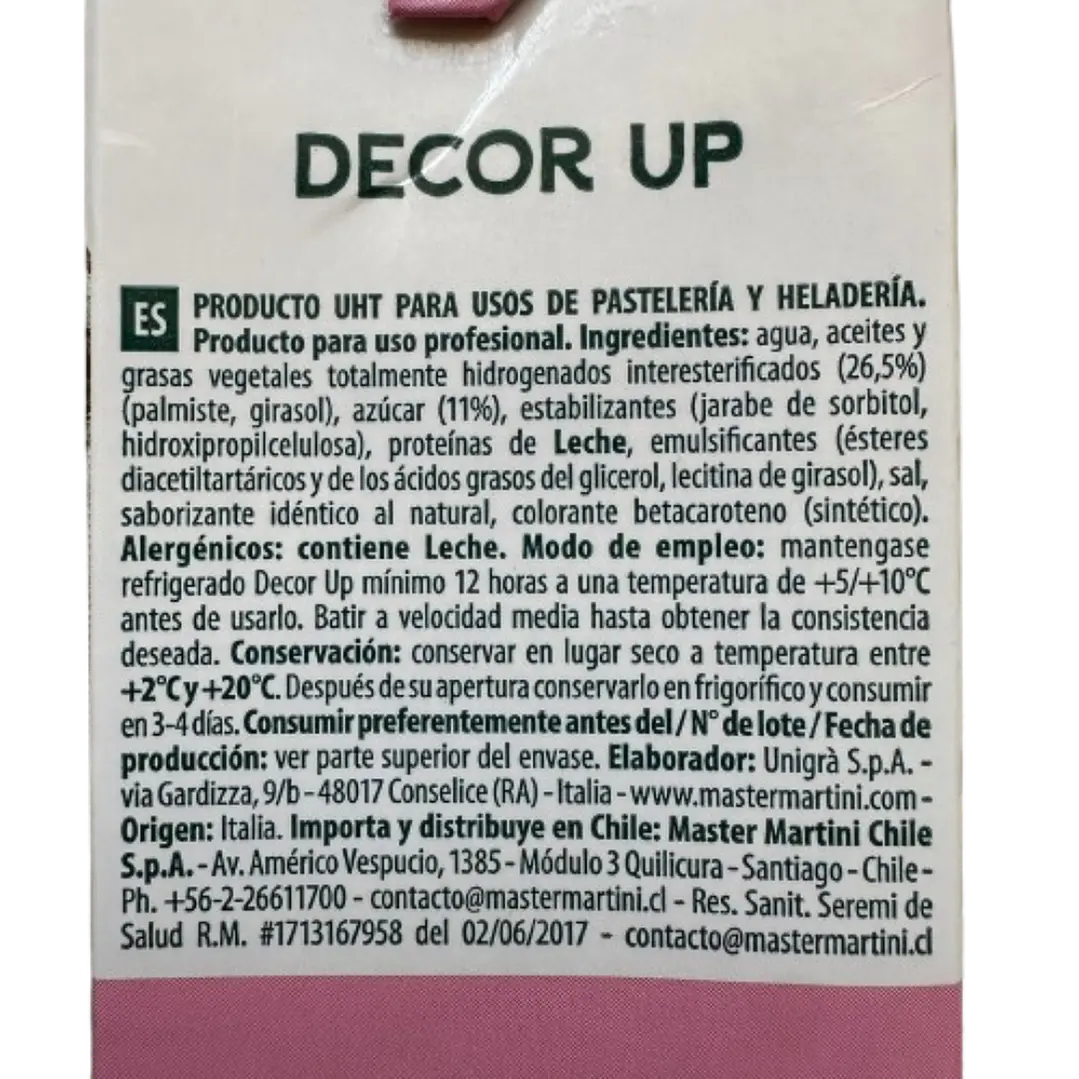 DECOR UP
ES PRODUCTO UHT PARA USOS DE PASTELERÍA Y HELADERÍA.
Producto para uso profesional. Ingredientes: agua, aceites y
grasas vegetales totalmente hidrogenados interesterificados (26,5%)
(palmiste, girasol), azúcar (11%), estabilizantes (jarabe de sorbitol,
hidroxipropilcelulosa), proteínas de Leche, emulsificantes (ésteres
diacetiltartáricos y de los ácidos grasos del glicerol, lecitina de girasol), sal,
saborizante idéntico al natural, colorante betacaroteno (sintético).
Alergénicos: contiene Leche. Modo de empleo: mantengase
refrigerado Decor Up mínimo 12 horas a una temperatura de +5/+10°C
antes de usarlo. Batir a velocidad media hasta obtener la consistencia
deseada. Conservación: conservar en lugar seco a temperatura entre
+2°C y +20°C. Después de su apertura conservarlo en frigorífico y consumir
en 3-4 días. Consumir preferentemente antes del / N° de lote / Fecha de
producción: ver parte superior del envase. Elaborador: Unigrà S.p.A. -
via Gardizza, 9/b - 48017 Conselice (RA) - Italia - www.mastermartini.com -
Origen: Italia. Importa y distribuye en Chile: Master Martini Chile
S.p.A. - Av. Américo Vespucio, 1385 - Módulo 3 Quilicura - Santiago - Chile -
Ph. +56-2-26611700 - contacto@mastermartini.cl - Res. Sanit. Seremi de
Salud R.M. #1713167958 del 02/06/2017 - contacto@mastermartini.cl